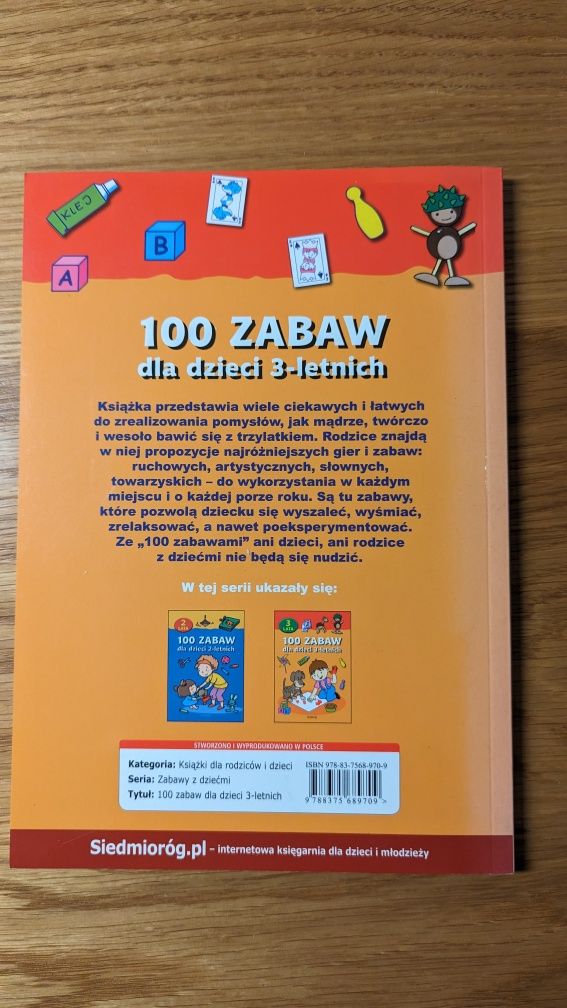 KLEJ
B
A
100 ZABAW
dla dzieci 3-letnich
Książka przedstawia wiele ciekawych i łatwych
do zrealizowania pomysłów, jak mądrze, twórczo
i wesoło bawić się z trzylatkiem. Rodzice znajdą
w niej propozycje najróżniejszych gier i zabaw:
ruchowych, artystycznych, słownych,
towarzyskich – do wykorzystania w każdym
miejscu i o każdej porze roku. Są tu zabawy,
które pozwolą dziecku się wyszaleć, wyśmiać,
zrelaksować, a nawet poeksperymentować.
Ze „100 zabawami” ani dzieci, ani rodzice
z dziećmi nie będą się nudzić.
W tej serii ukazały się:
2 LATA
100 ZABAW
dla dzieci 2-letnich
3 LATA
100 ZABAW
dla dzieci 3-letnich
STWORZONO I WYPRODUKOWANO W POLSCE
Kategoria: Książki dla rodziców i dzieci
Seria: Zabawy z dziećmi
Tytuł: 100 zabaw dla dzieci 3-letnich
ISBN 978-83-7568-970-9
9 788375 689709 >
Siedmioróg.pl – internetowa księgarnia dla dzieci i młodzieży